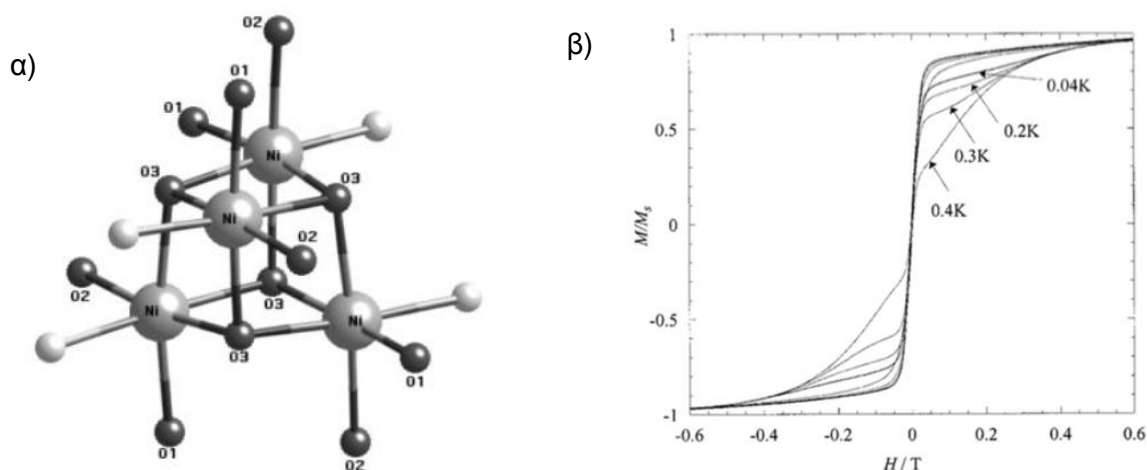 α)
O2
O1
O1
Ni
O3
O3
Ni
O2
O2
O3
Ni
Ni
O3
O1
O1
O2
β)
1
0.5
0
-0.5
-1
M/Mₛ
0.04K
0.2K
0.3K
0.4K
-0.6 -0.4 -0.2 0 0.2 0.4 0.6
H / T